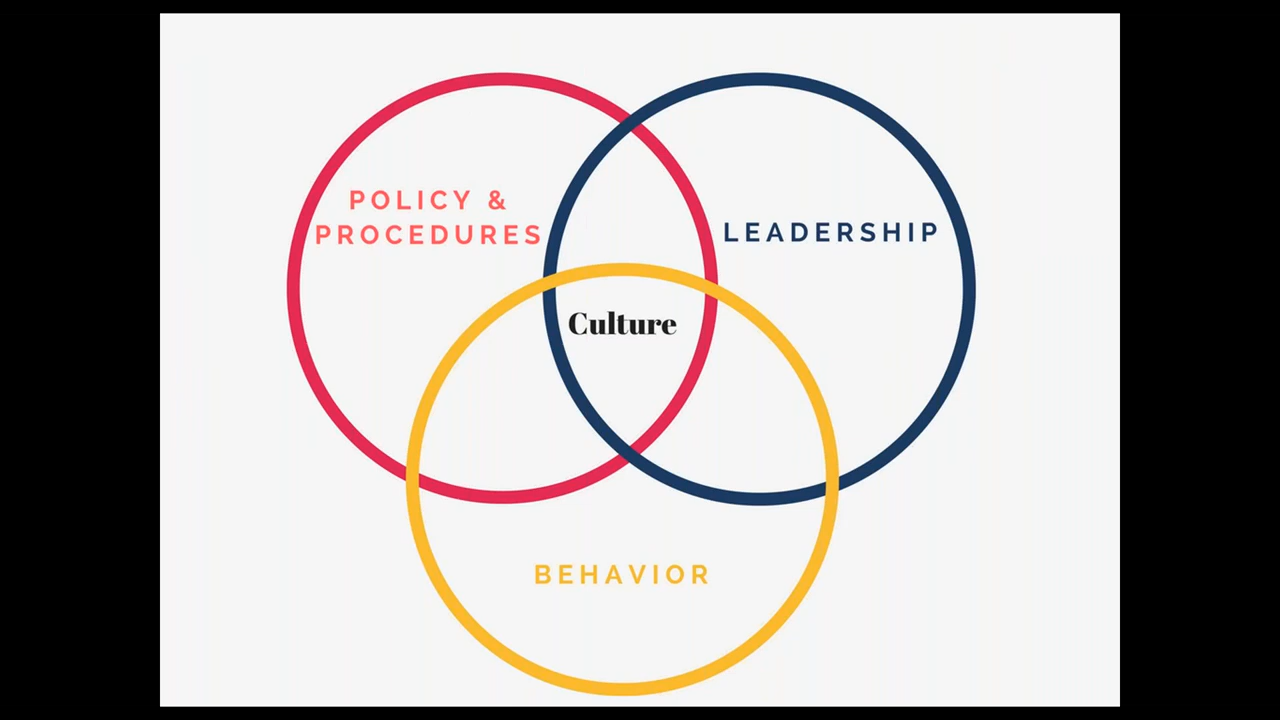 POLICY &
PROCEDURES
LEADERSHIP
Culture
BEHAVIOR